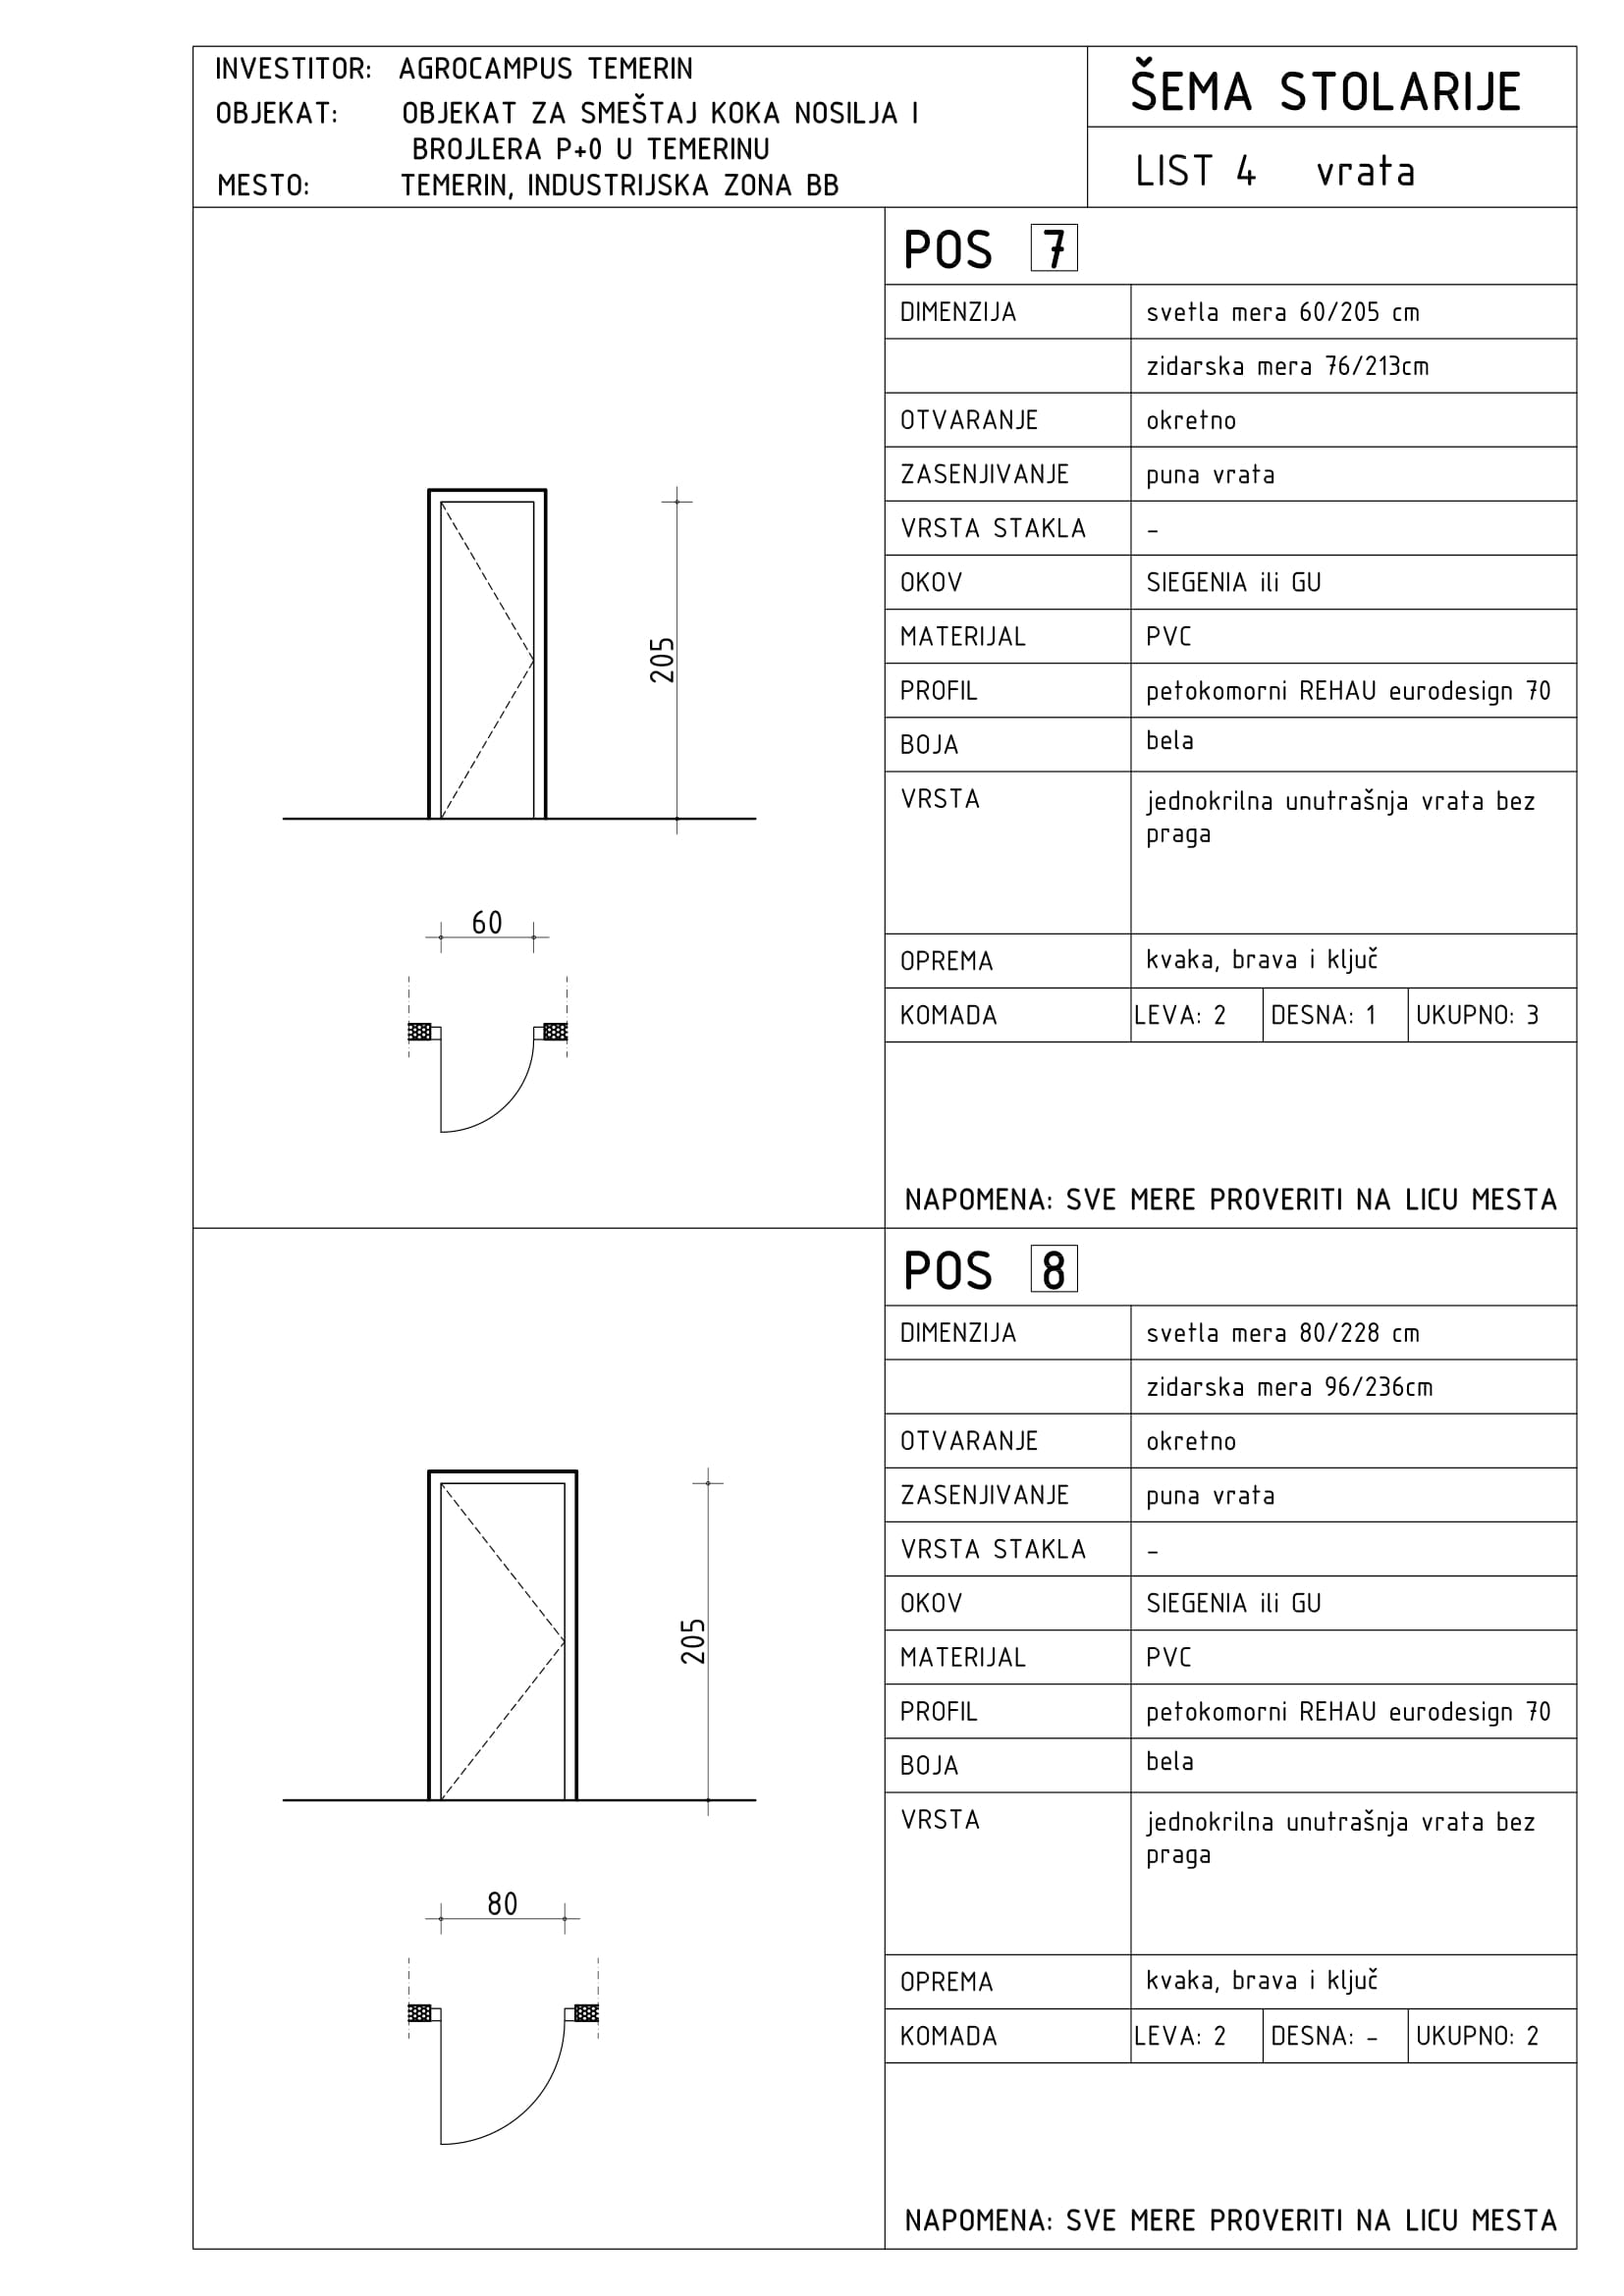 INVESTITOR: AGROCAMPUS TEMERIN
OBJEKAT: OBJEKAT ZA SMEŠTAJ KOKA NOSILJA I
BROJLERA P+0 U TEMERINU
MESTO: TEMERIN, INDUSTRIJSKA ZONA BB
ŠEMA STOLARIJE
LIST 4 vrata
POS 7
DIMENZIJA svetla mera 60/205 cm
zidarska mera 76/213cm
OTVARANJE okretno
ZASENJIVANJE puna vrata
VRSTA STAKLA -
OKOV SIEGENIA ili GU
MATERIJAL PVC
PROFIL petokomorni REHAU eurodesign 70
BOJA bela
VRSTA jednokrilna unutrašnja vrata bez
praga
OPREMA kvaka, brava i ključ
KOMADA LEVA: 2 DESNA: 1 UKUPNO: 3
NAPOMENA: SVE MERE PROVERITI NA LICU MESTA
205
60
POS 8
DIMENZIJA svetla mera 80/228 cm
zidarska mera 96/236cm
OTVARANJE okretno
ZASENJIVANJE puna vrata
VRSTA STAKLA -
OKOV SIEGENIA ili GU
MATERIJAL PVC
PROFIL petokomorni REHAU eurodesign 70
BOJA bela
VRSTA jednokrilna unutrašnja vrata bez
praga
OPREMA kvaka, brava i ključ
KOMADA LEVA: 2 DESNA: - UKUPNO: 2
NAPOMENA: SVE MERE PROVERITI NA LICU MESTA
205
80